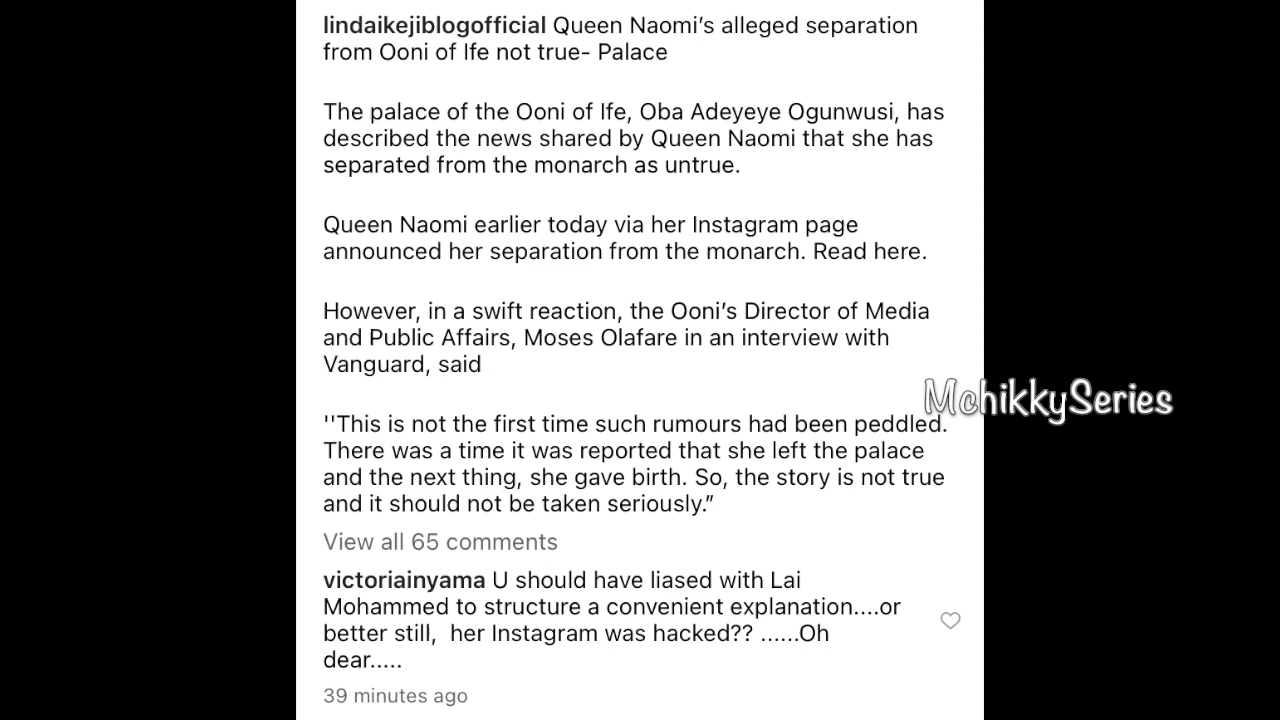 lindaikejiblogofficial Queen Naomi’s alleged separation
from Ooni of Ife not true- Palace
The palace of the Ooni of Ife, Oba Adeyeye Ogunwusi, has
described the news shared by Queen Naomi that she has
separated from the monarch as untrue.
Queen Naomi earlier today via her Instagram page
announced her separation from the monarch. Read here.
However, in a swift reaction, the Ooni’s Director of Media
and Public Affairs, Moses Olafare in an interview with
Vanguard, said
MchikkySeries
''This is not the first time such rumours had been peddled.
There was a time it was reported that she left the palace
and the next thing, she gave birth. So, the story is not true
and it should not be taken seriously.”
View all 65 comments
victoriainyama U should have liased with Lai
Mohammed to structure a convenient explanation....or
better still,  her Instagram was hacked?? ......Oh
dear.....
39 minutes ago